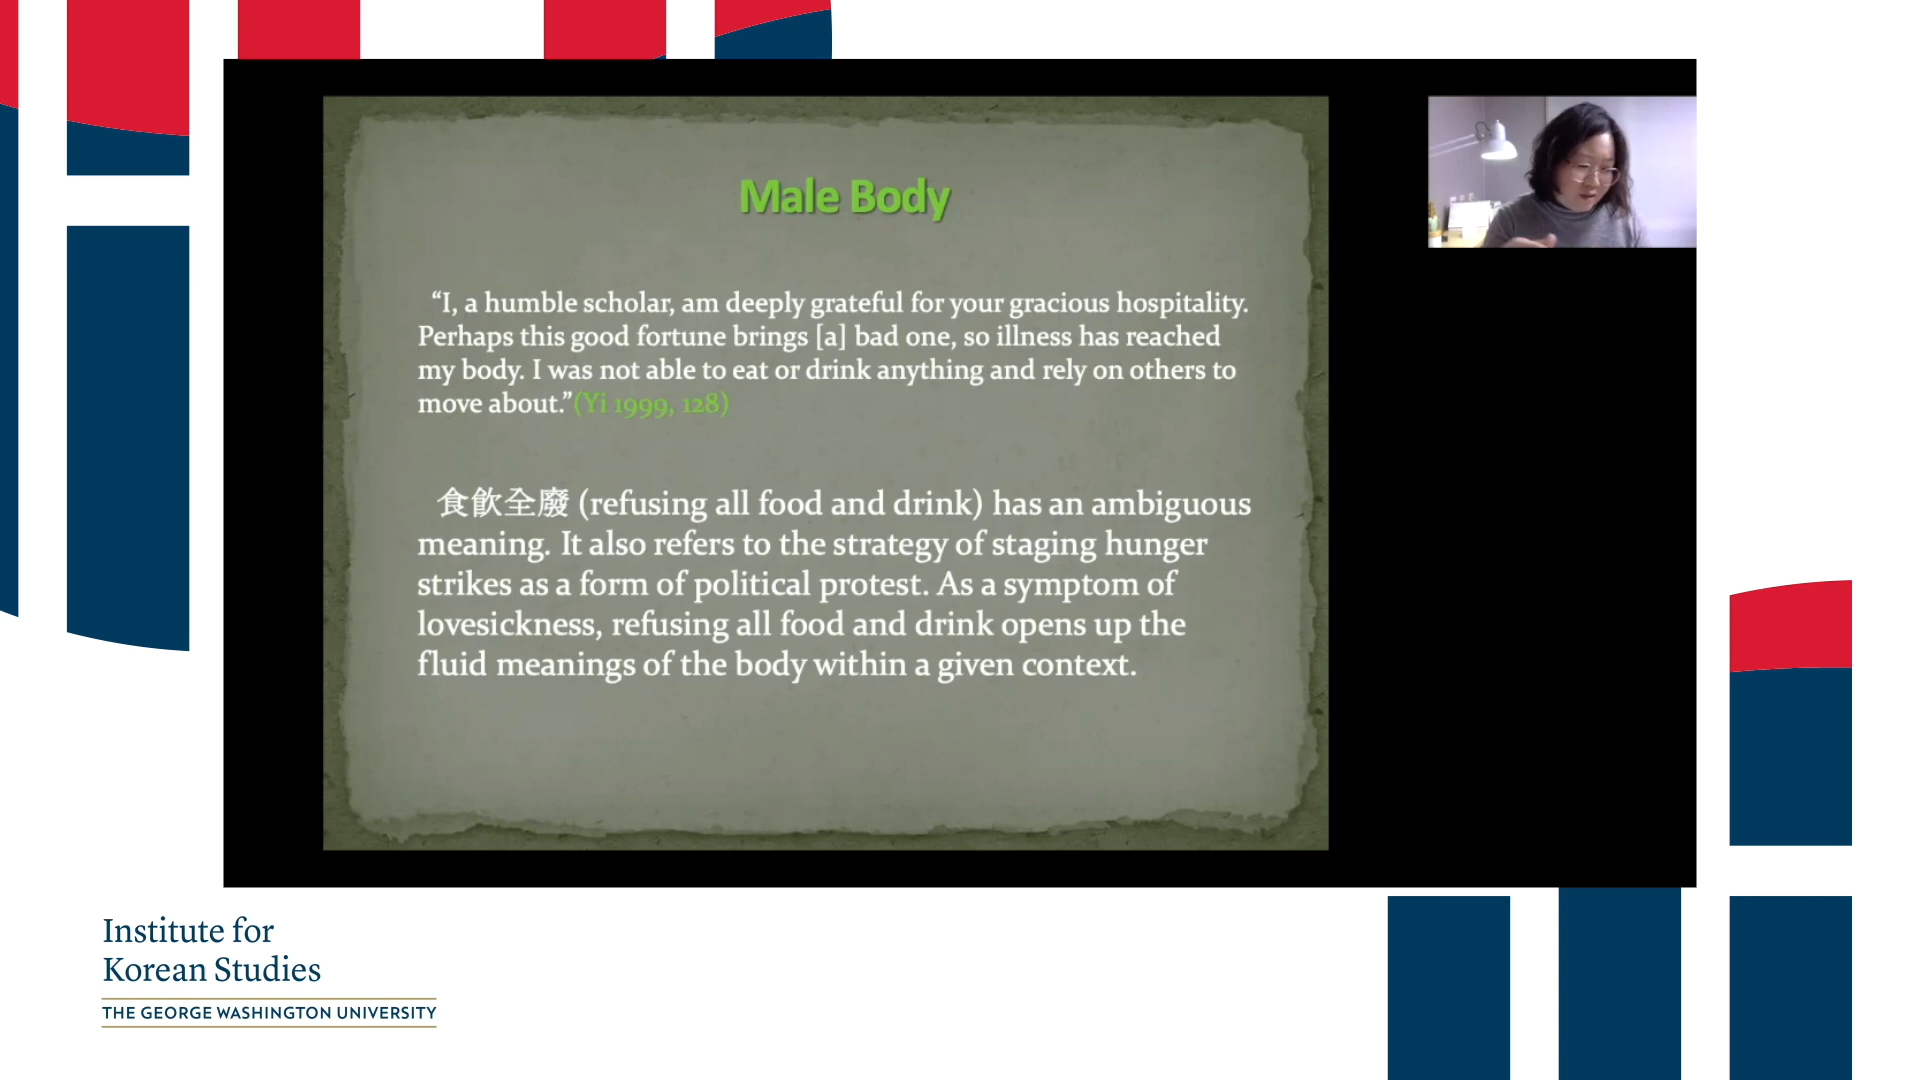 Male Body
“I, a humble scholar, am deeply grateful for your gracious hospitality.
Perhaps this good fortune brings [a] bad one, so illness has reached
my body. I was not able to eat or drink anything and rely on others to
move about.”(Yi 1999, 128)
食飮全廢 (refusing all food and drink) has an ambiguous
meaning. It also refers to the strategy of staging hunger
strikes as a form of political protest. As a symptom of
lovesickness, refusing all food and drink opens up the
fluid meanings of the body within a given context.
Institute for
Korean Studies
THE GEORGE WASHINGTON UNIVERSITY